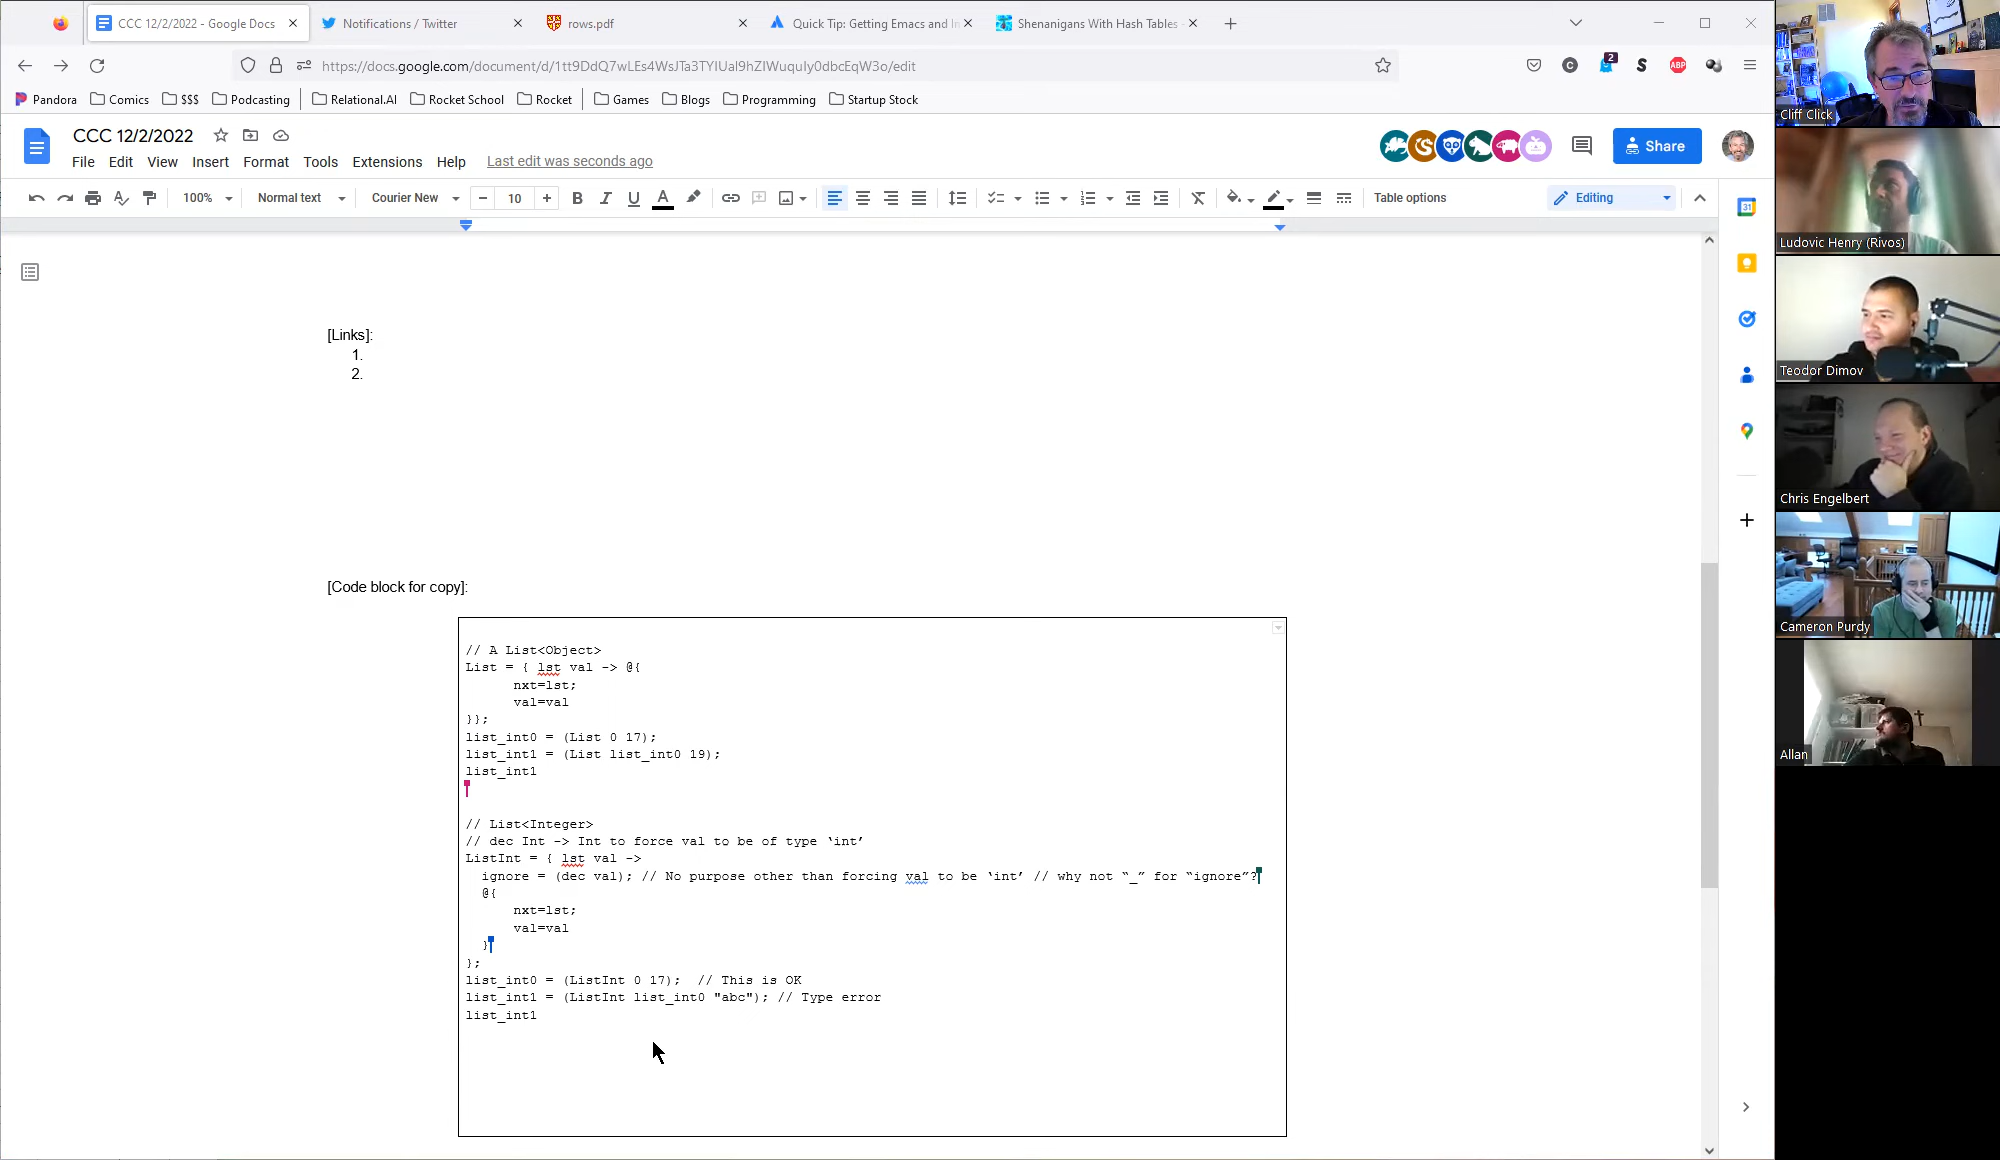 CCC 12/2/2022 - Google Docs
Notifications / Twitter
rows.pdf
Quick Tip: Getting Emacs and In
Shenanigans With Hash Tables -
https://docs.google.com/document/d/1tt9DdQ7wLEs4WsJTa3TYIUal9hZIWuquIy0dbcEqW3o/edit
2
C
S
ABP
Pandora
Comics
$$$
Podcasting
Relational.AI
Rocket School
Rocket
Games
Blogs
Programming
Startup Stock
CCC 12/2/2022
File Edit View Insert Format Tools Extensions Help Last edit was seconds ago
Share
100% Normal text Courier New - 10 + B I U A Table options Editing
31
[Links]:
1.
2.
[Code block for copy]:
// A List<Object>
List = { lst val -> @{
nxt=lst;
val=val
}};
list_int0 = (List 0 17);
list_int1 = (List list_int0 19);
list_int1
// List<Integer>
// dec Int -> Int to force val to be of type ‘int’
ListInt = { lst val ->
ignore = (dec val); // No purpose other than forcing val to be ‘int’ // why not “_” for “ignore”?
@{
nxt=lst;
val=val
}
};
list_int0 = (ListInt 0 17);  // This is OK
list_int1 = (ListInt list_int0 "abc"); // Type error
list_int1
Cliff Click
Ludovic Henry (Rivos)
Teodor Dimov
Chris Engelbert
Cameron Purdy
Allan